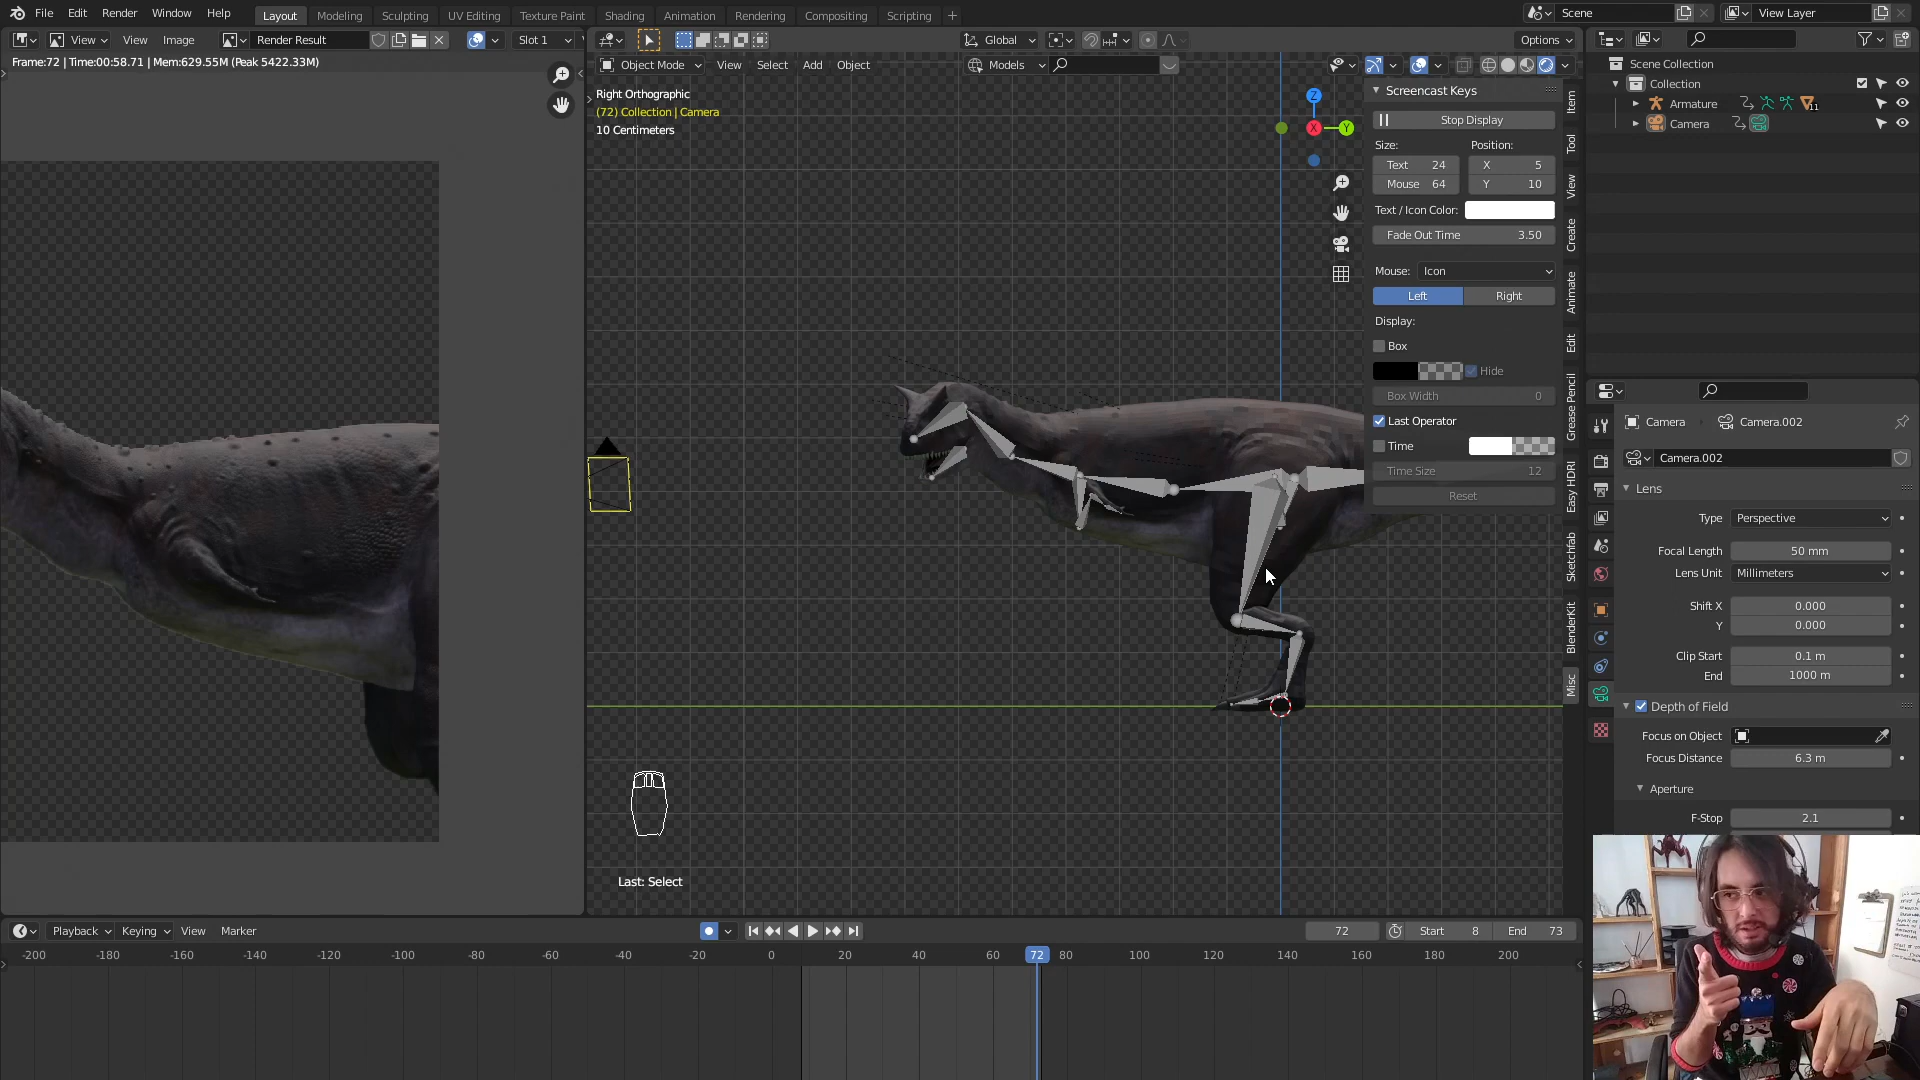 File Edit Render Window Help
Layout Modeling Sculpting UV Editing Texture Paint Shading Animation Rendering Compositing Scripting +
Scene
View Layer
View View Image
Render Result
Slot 1
Global
Options
Frame:72 | Time:00:58.71 | Mem:629.55M (Peak 5422.33M)
Object Mode View Select Add Object
Models
Right Orthographic
(72) Collection | Camera
10 Centimeters
Z
X
Y
Screencast Keys
Stop Display
Size: Position:
Text 24 X 5
Mouse 64 Y 10
Text / Icon Color:
Fade Out Time 3.50
Mouse: Icon
Left Right
Display:
Box
Hide
Box Width 0
Last Operator
Time
Time Size 12
Reset
Item
Tool
View
Create
Animate
Edit
Grease Pencil
Easy HDRI
Sketchfab
BlenderKit
Misc
Scene Collection
Collection
Armature 11
Camera
Camera Camera.002
Camera.002
Lens
Type Perspective
Focal Length 50 mm
Lens Unit Millimeters
Shift X 0.000
Y 0.000
Clip Start 0.1 m
End 1000 m
Depth of Field
Focus on Object
Focus Distance 6.3 m
Aperture
F-Stop 2.1
Last: Select
Playback Keying View Marker
72 Start 8 End 73
-200 -180 -160 -140 -120 -100 -80 -60 -40 -20 0 20 40 60 72 80 100 120 140 160 180 200